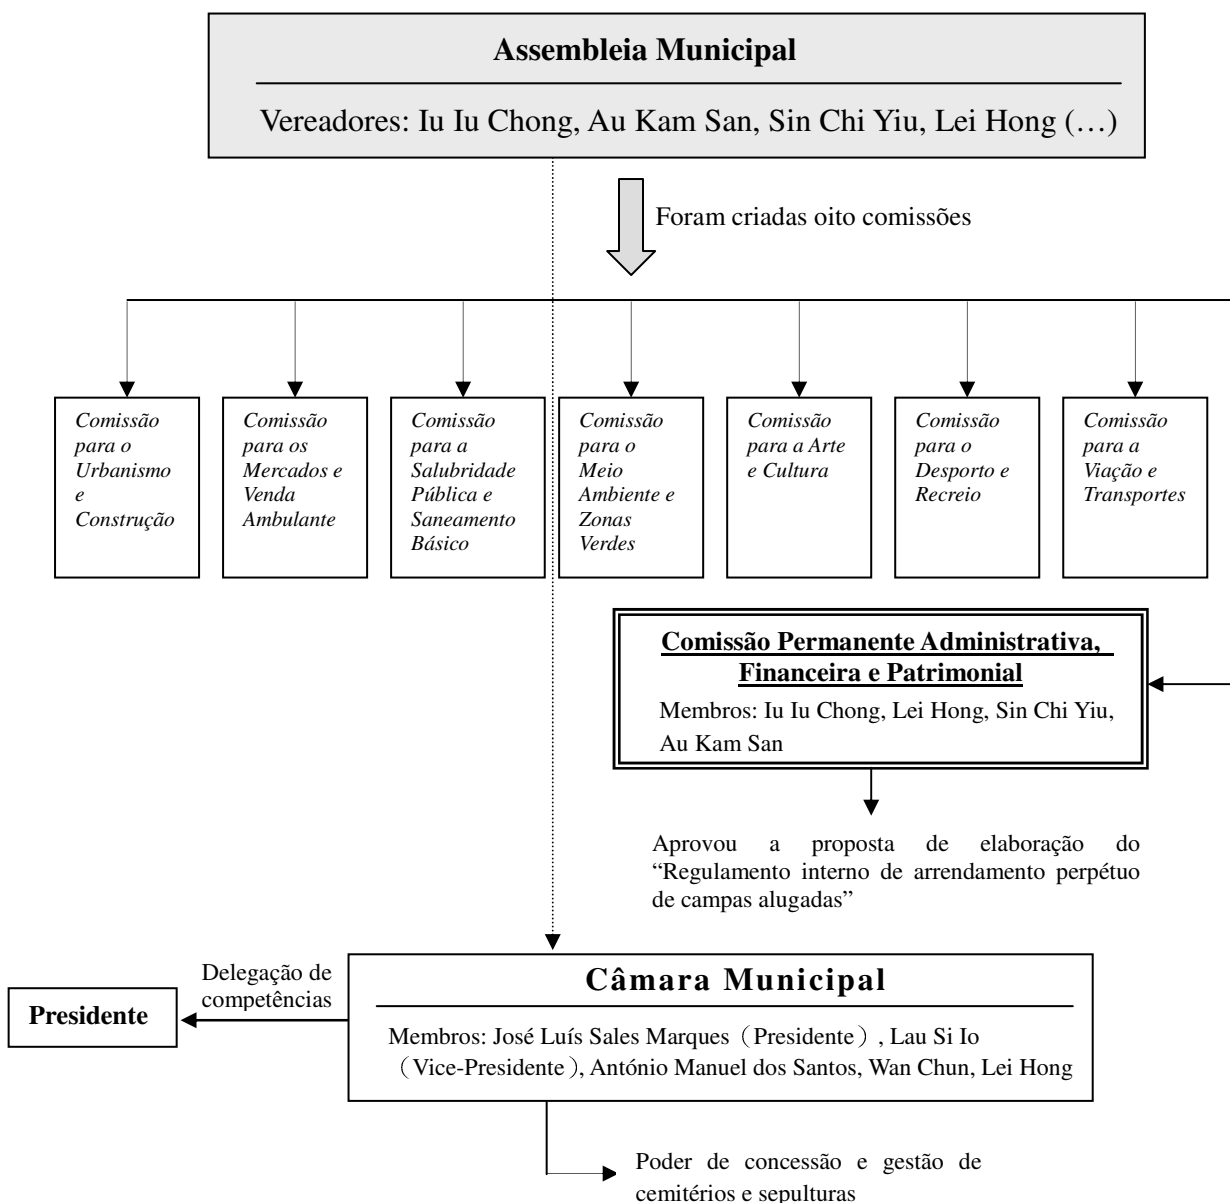 Assembleia Municipal
Vereadores: Iu Iu Chong, Au Kam San, Sin Chi Yiu, Lei Hong (…)
Foram criadas oito comissões
Comissão
para o
Urbanismo
e
Construção
Comissão
para os
Mercados e
Venda
Ambulante
Comissão
para a
Salubridade
Pública e
Saneamento
Básico
Comissão
para o
Meio
Ambiente e
Zonas
Verdes
Comissão
para a Arte
e Cultura
Comissão
para o
Desporto e
Recreio
Comissão
para a
Viação e
Transportes
Comissão Permanente Administrativa,
Financeira e Patrimonial
Membros: Iu Iu Chong, Lei Hong, Sin Chi Yiu,
Au Kam San
Aprovou a proposta de elaboração do
“Regulamento interno de arrendamento perpétuo
de campas alugadas”
Delegação de
competências
Presidente
Câmara Municipal
Membros: José Luís Sales Marques（Presidente）, Lau Si Io
（Vice-Presidente）, António Manuel dos Santos, Wan Chun, Lei Hong
Poder de concessão e gestão de
cemitérios e sepulturas